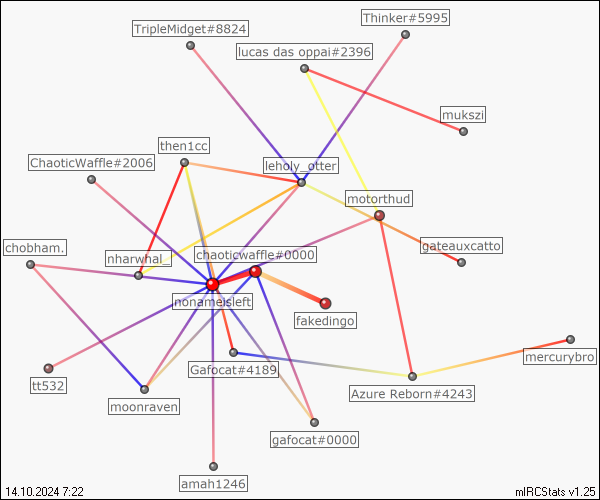 Thinker#5995
TripleMidget#8824
lucas das oppai#2396
mukszi
then1cc
ChaoticWaffle#2006
leholy_otter
motorthud
chobham.
gateauxcatto
nharwhal_
chaoticwaffle#0000
nonameisleft
fakedingo
mercurybro
Gafocat#4189
tt532
Azure Reborn#4243
moonraven
gafocat#0000
amah1246
14.10.2024 7:22
mIRCStats v1.25